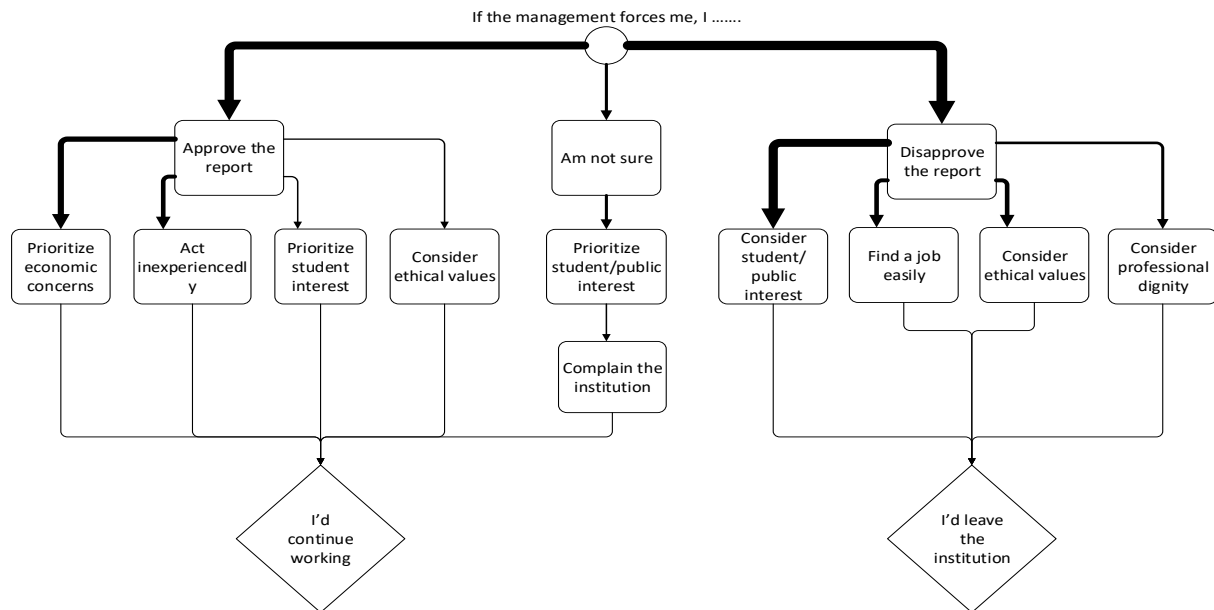 If the management forces me, I …….
Approve the
report
Am not sure
Disapprove
the report
Prioritize
economic
concerns
Act
inexperiencedl
y
Prioritize
student
interest
Consider
ethical values
Prioritize
student/public
interest
Consider
student/
public
interest
Find a job
easily
Consider
ethical values
Consider
professional
dignity
Complain the
institution
I’d
continue
working
I’d leave
the
institution